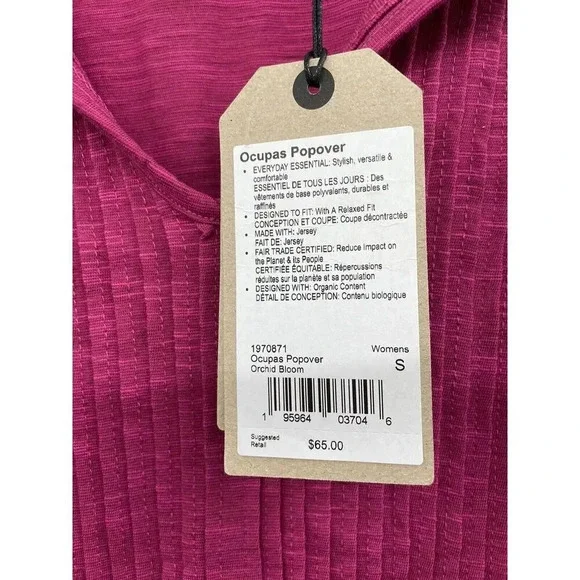 Ocupas Popover
• EVERYDAY ESSENTIAL: Stylish, versatile &
comfortable
ESSENTIEL DE TOUS LES JOURS : Des
vêtements de base polyvalents, durables et
raffinés
• DESIGNED TO FIT: With A Relaxed Fit
CONCEPTION ET COUPE: Coupe décontractée
• MADE WITH: Jersey
FAIT DE: Jersey
• FAIR TRADE CERTIFIED: Reduce impact on
the Planet & its People
CERTIFIÉE ÉQUITABLE: Répercussions
réduites sur la planète et sa population
• DESIGNED WITH: Organic Content
DÉTAIL DE CONCEPTION: Contenu biologique
1970871 Womens
Ocupas Popover S
Orchid Bloom
1 95964 03704 6
Suggested
Retail $65.00